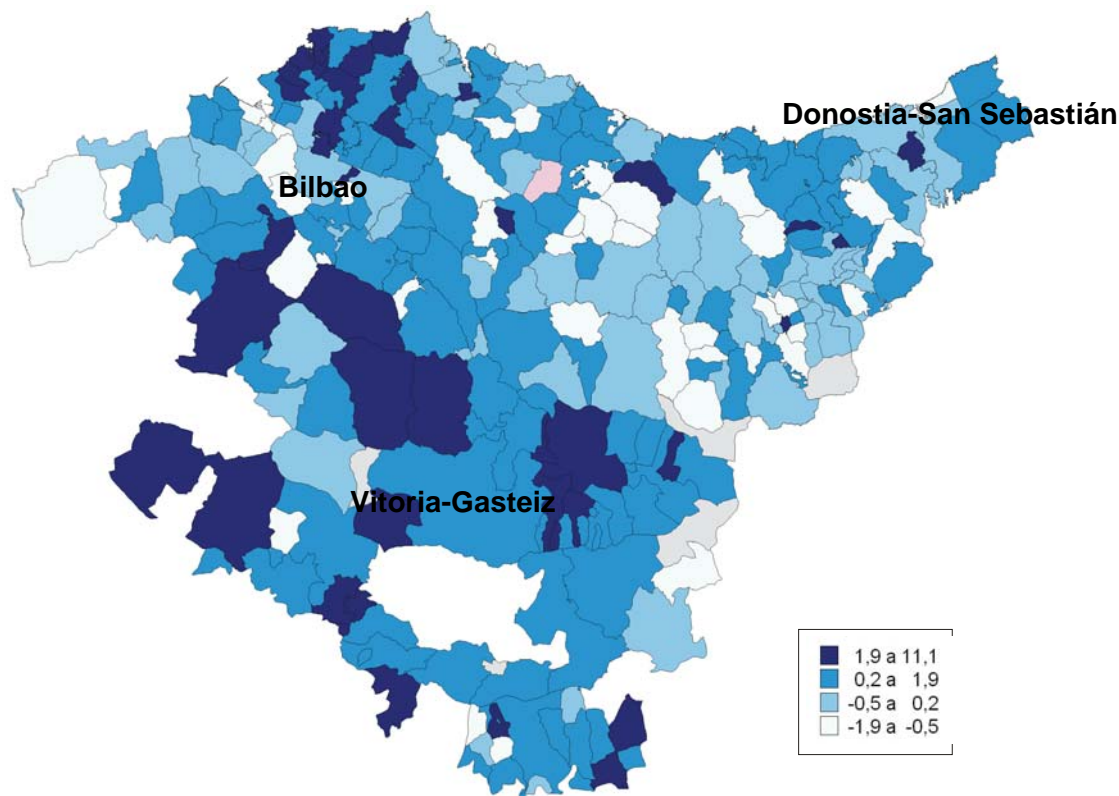 Donostia-San Sebastián
Bilbao
Vitoria-Gasteiz
1,9 a 11,1
0,2 a 1,9
-0,5 a 0,2
-1,9 a -0,5